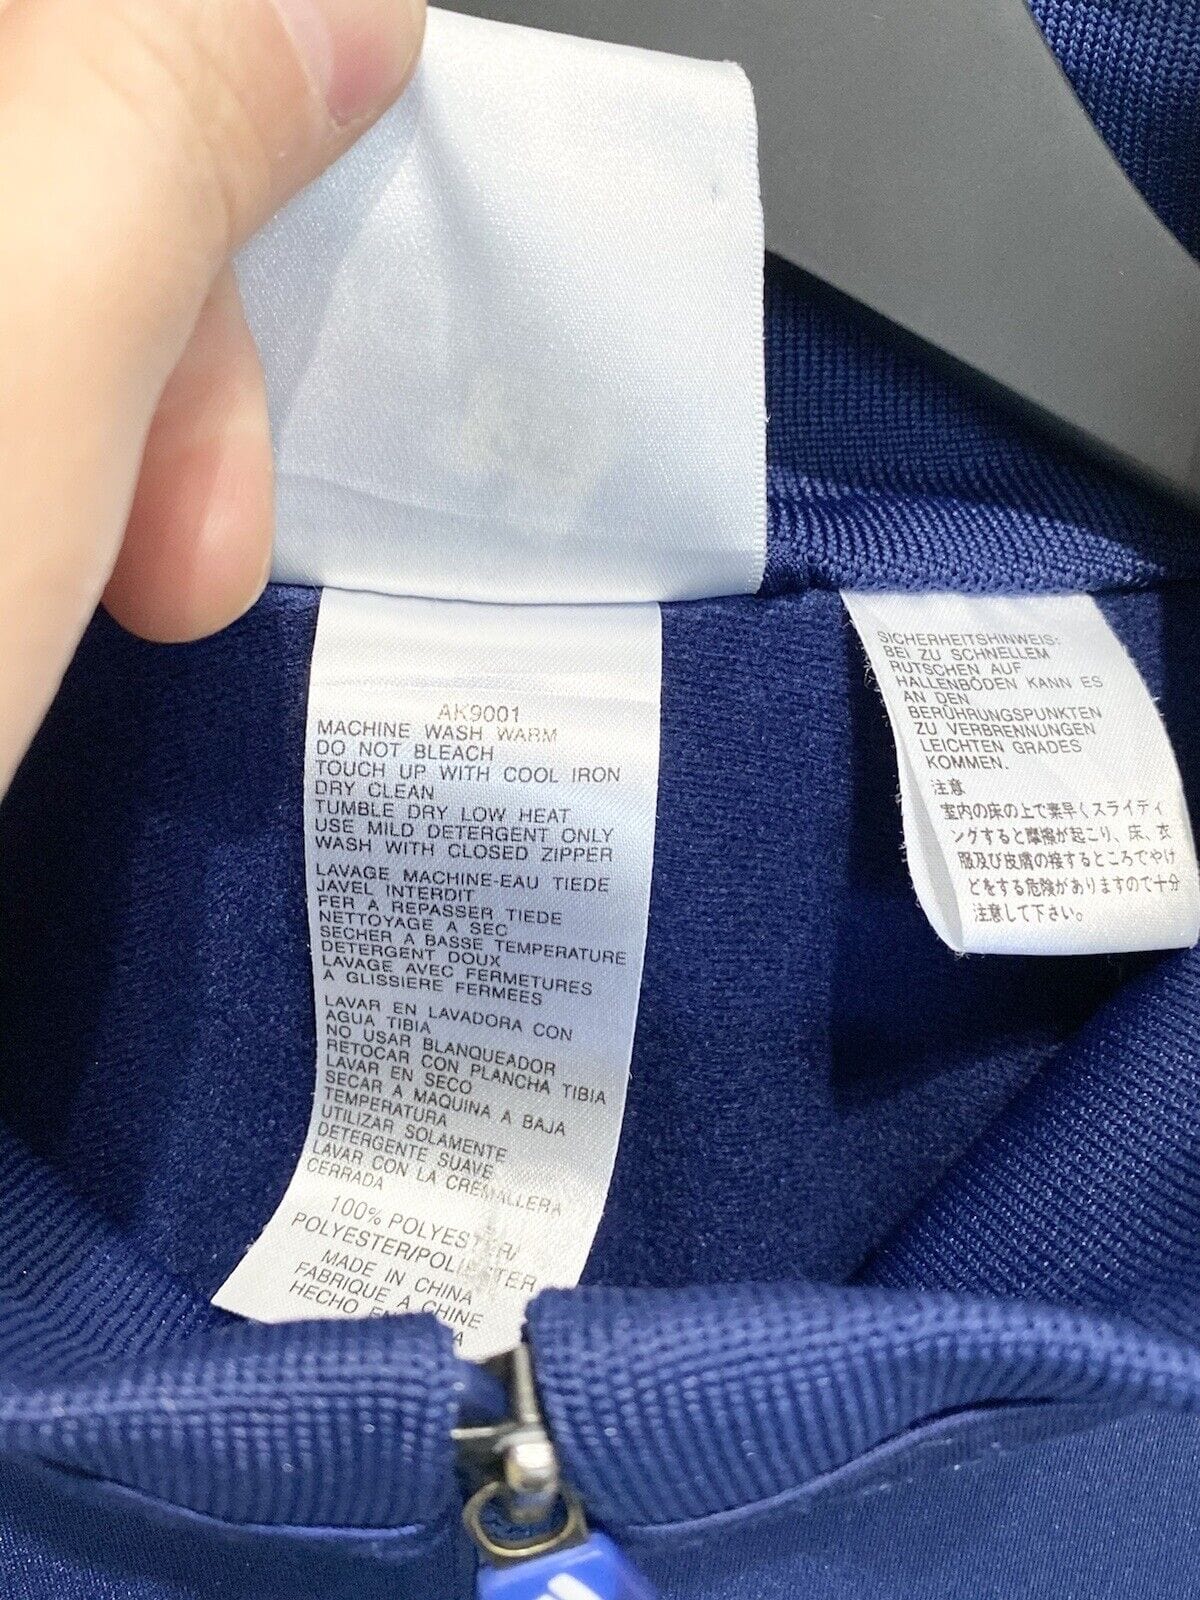 AK9001
MACHINE WASH WARM
DO NOT BLEACH
TOUCH UP WITH COOL IRON
DRY CLEAN
TUMBLE DRY LOW HEAT
USE MILD DETERGENT ONLY
WASH WITH CLOSED ZIPPER
LAVAGE MACHINE-EAU TIEDE
JAVEL INTERDIT
FER A REPASSER TIEDE
NETTOYAGE A SEC
SECHER A BASSE TEMPERATURE
DETERGENT DOUX
LAVAGE AVEC FERMETURES
A GLISSIERE FERMEES
LAVAR EN LAVADORA CON
AGUA TIBIA
NO USAR BLANQUEADOR
RETOCAR CON PLANCHA TIBIA
LAVAR EN SECO
SECAR A MAQUINA A BAJA
TEMPERATURA
UTILIZAR SOLAMENTE
DETERGENTE SUAVE
LAVAR CON LA CREMALLERA
CERRADA
100% POLYESTER/
POLYESTER/POLIESTER
MADE IN CHINA
FABRIQUE A CHINE
HECHO
SICHERHEITSHINWEIS:
BEI ZU SCHNELLEM
RUTSCHEN AUF
HALLENBÖDEN KANN ES
AN DEN
BERÜHRUNGSPUNKTEN
ZU VERBRENNUNGEN
LEICHTEN GRADES
KOMMEN.
注意
室内の床の上で素早くスライディ
ングすると摩擦が起こり、床、衣
服及び皮膚の接するところでやけ
どをする危険がありますので十分
注意して下さい。